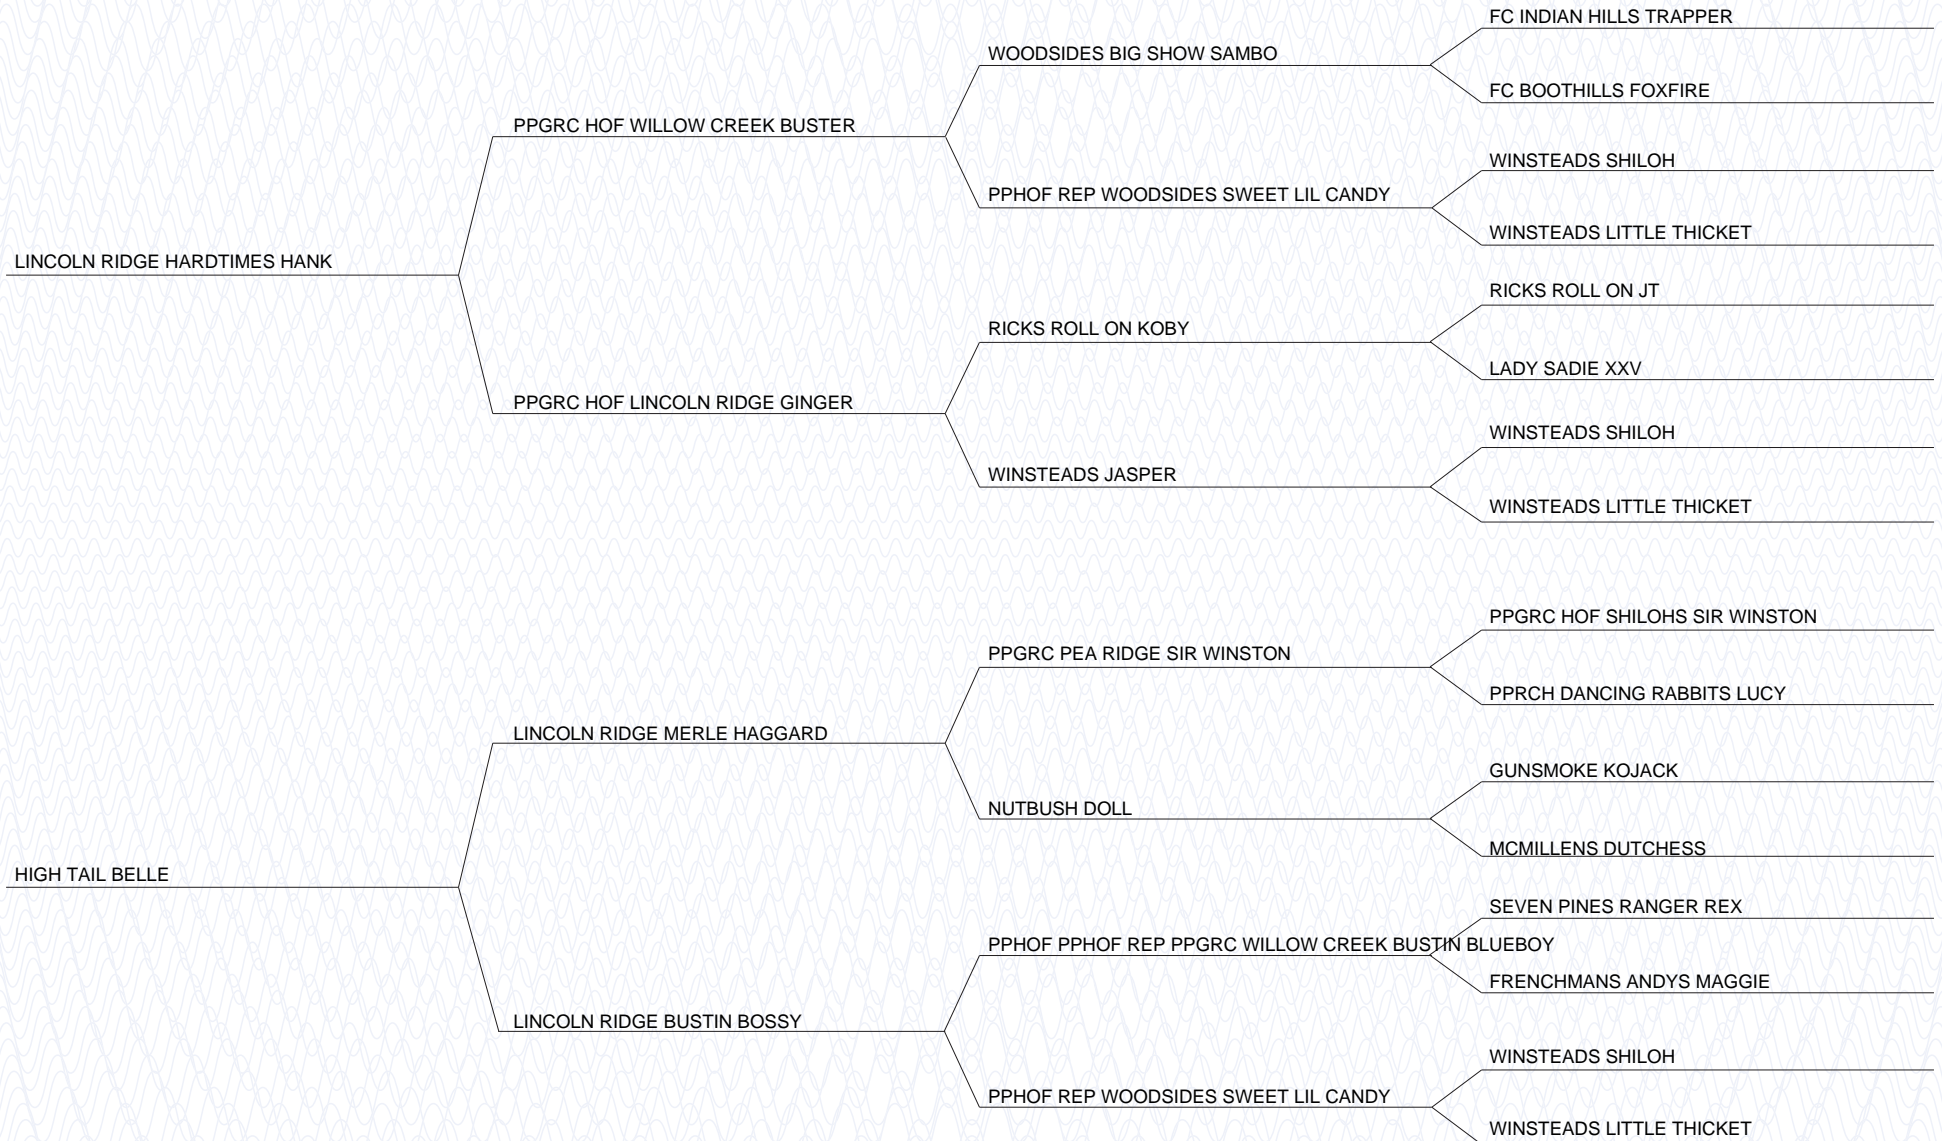 FC INDIAN HILLS TRAPPER
WOODSIDES BIG SHOW SAMBO
FC BOOTHILLS FOXFIRE
PPGRC HOF WILLOW CREEK BUSTER
WINSTEADS SHILOH
PPHOF REP WOODSIDES SWEET LIL CANDY
WINSTEADS LITTLE THICKET
LINCOLN RIDGE HARDTIMES HANK
RICKS ROLL ON JT
RICKS ROLL ON KOBY
LADY SADIE XXV
PPGRC HOF LINCOLN RIDGE GINGER
WINSTEADS SHILOH
WINSTEADS JASPER
WINSTEADS LITTLE THICKET
PPGRC HOF SHILOHS SIR WINSTON
PPGRC PEA RIDGE SIR WINSTON
PPRCH DANCING RABBITS LUCY
LINCOLN RIDGE MERLE HAGGARD
GUNSMOKE KOJACK
NUTBUSH DOLL
MCMILLENS DUTCHESS
HIGH TAIL BELLE
SEVEN PINES RANGER REX
PPHOF PPHOF REP PPGRC WILLOW CREEK BUSTIN BLUEBOY
FRENCHMANS ANDYS MAGGIE
LINCOLN RIDGE BUSTIN BOSSY
WINSTEADS SHILOH
PPHOF REP WOODSIDES SWEET LIL CANDY
WINSTEADS LITTLE THICKET